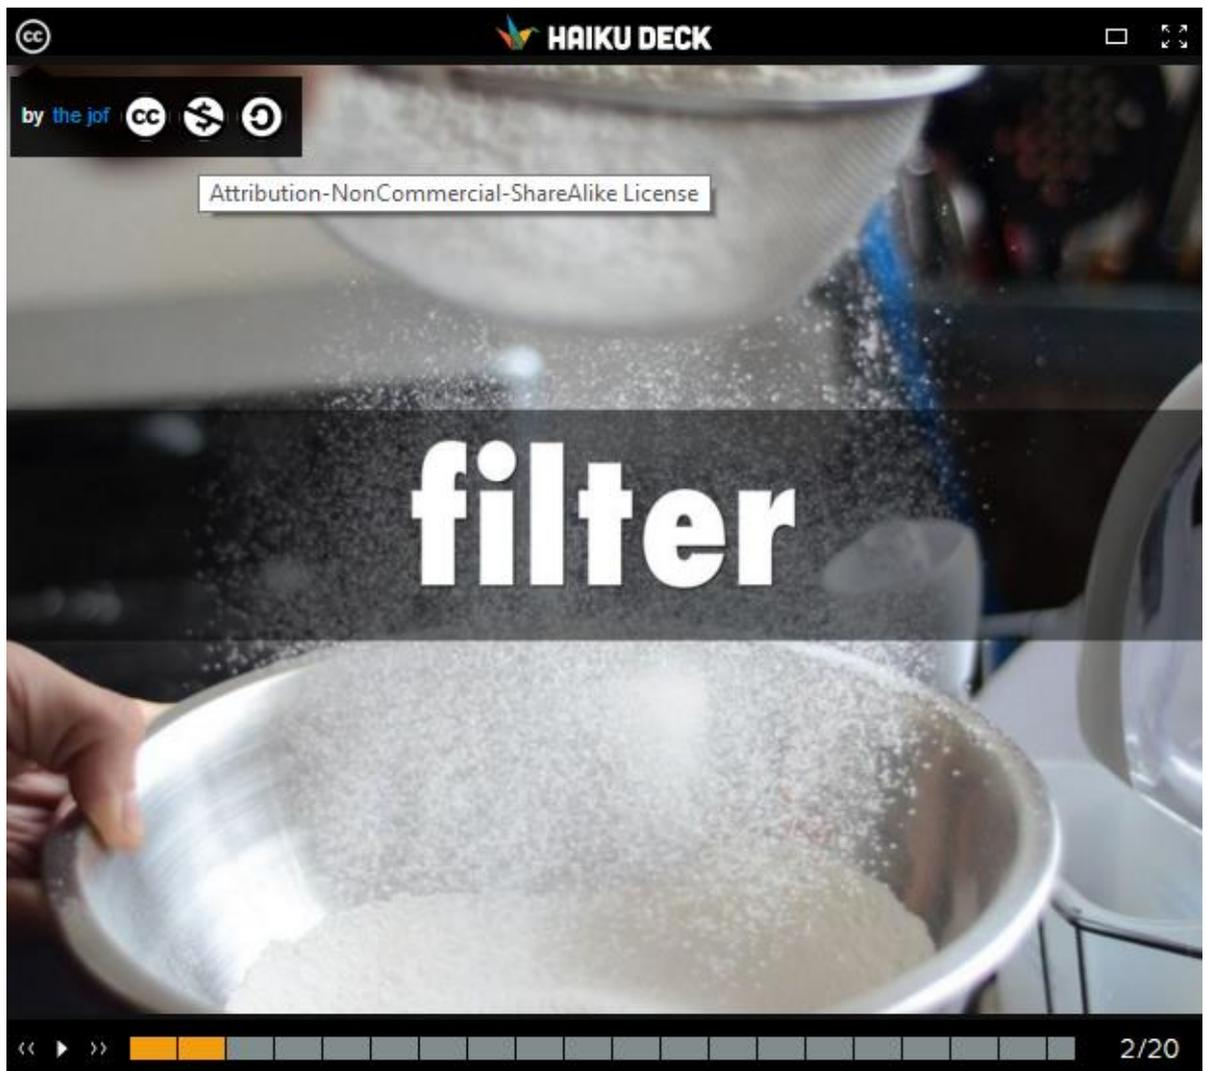 HAIKU DECK
by the jof
Attribution-NonCommercial-ShareAlike License
filter
2/20